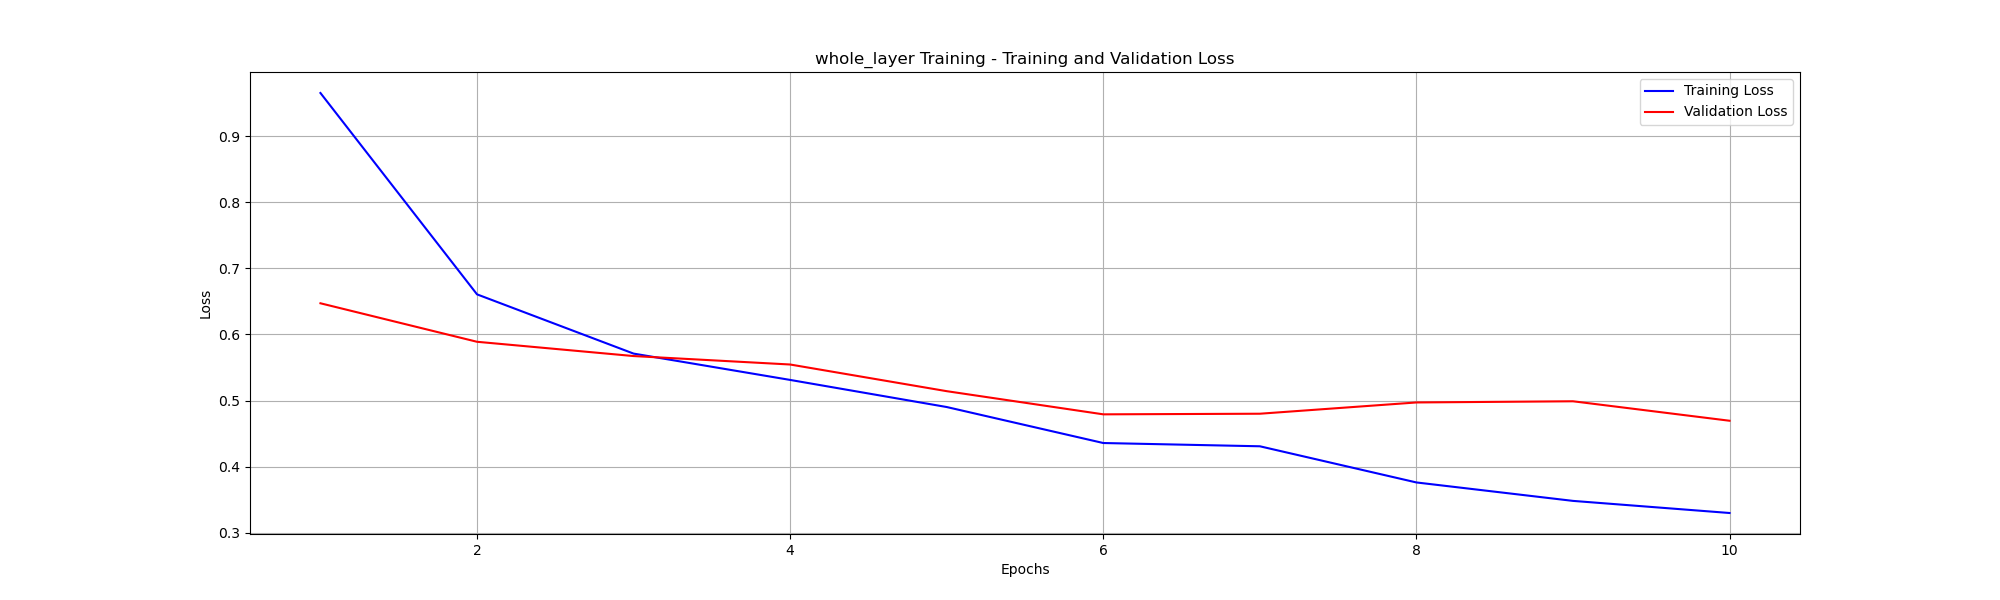 whole_layer Training - Training and Validation Loss
Training Loss
Validation Loss
0.9
0.8
0.7
0.6
0.5
0.4
0.3
Loss
2 4 6 8 10
Epochs